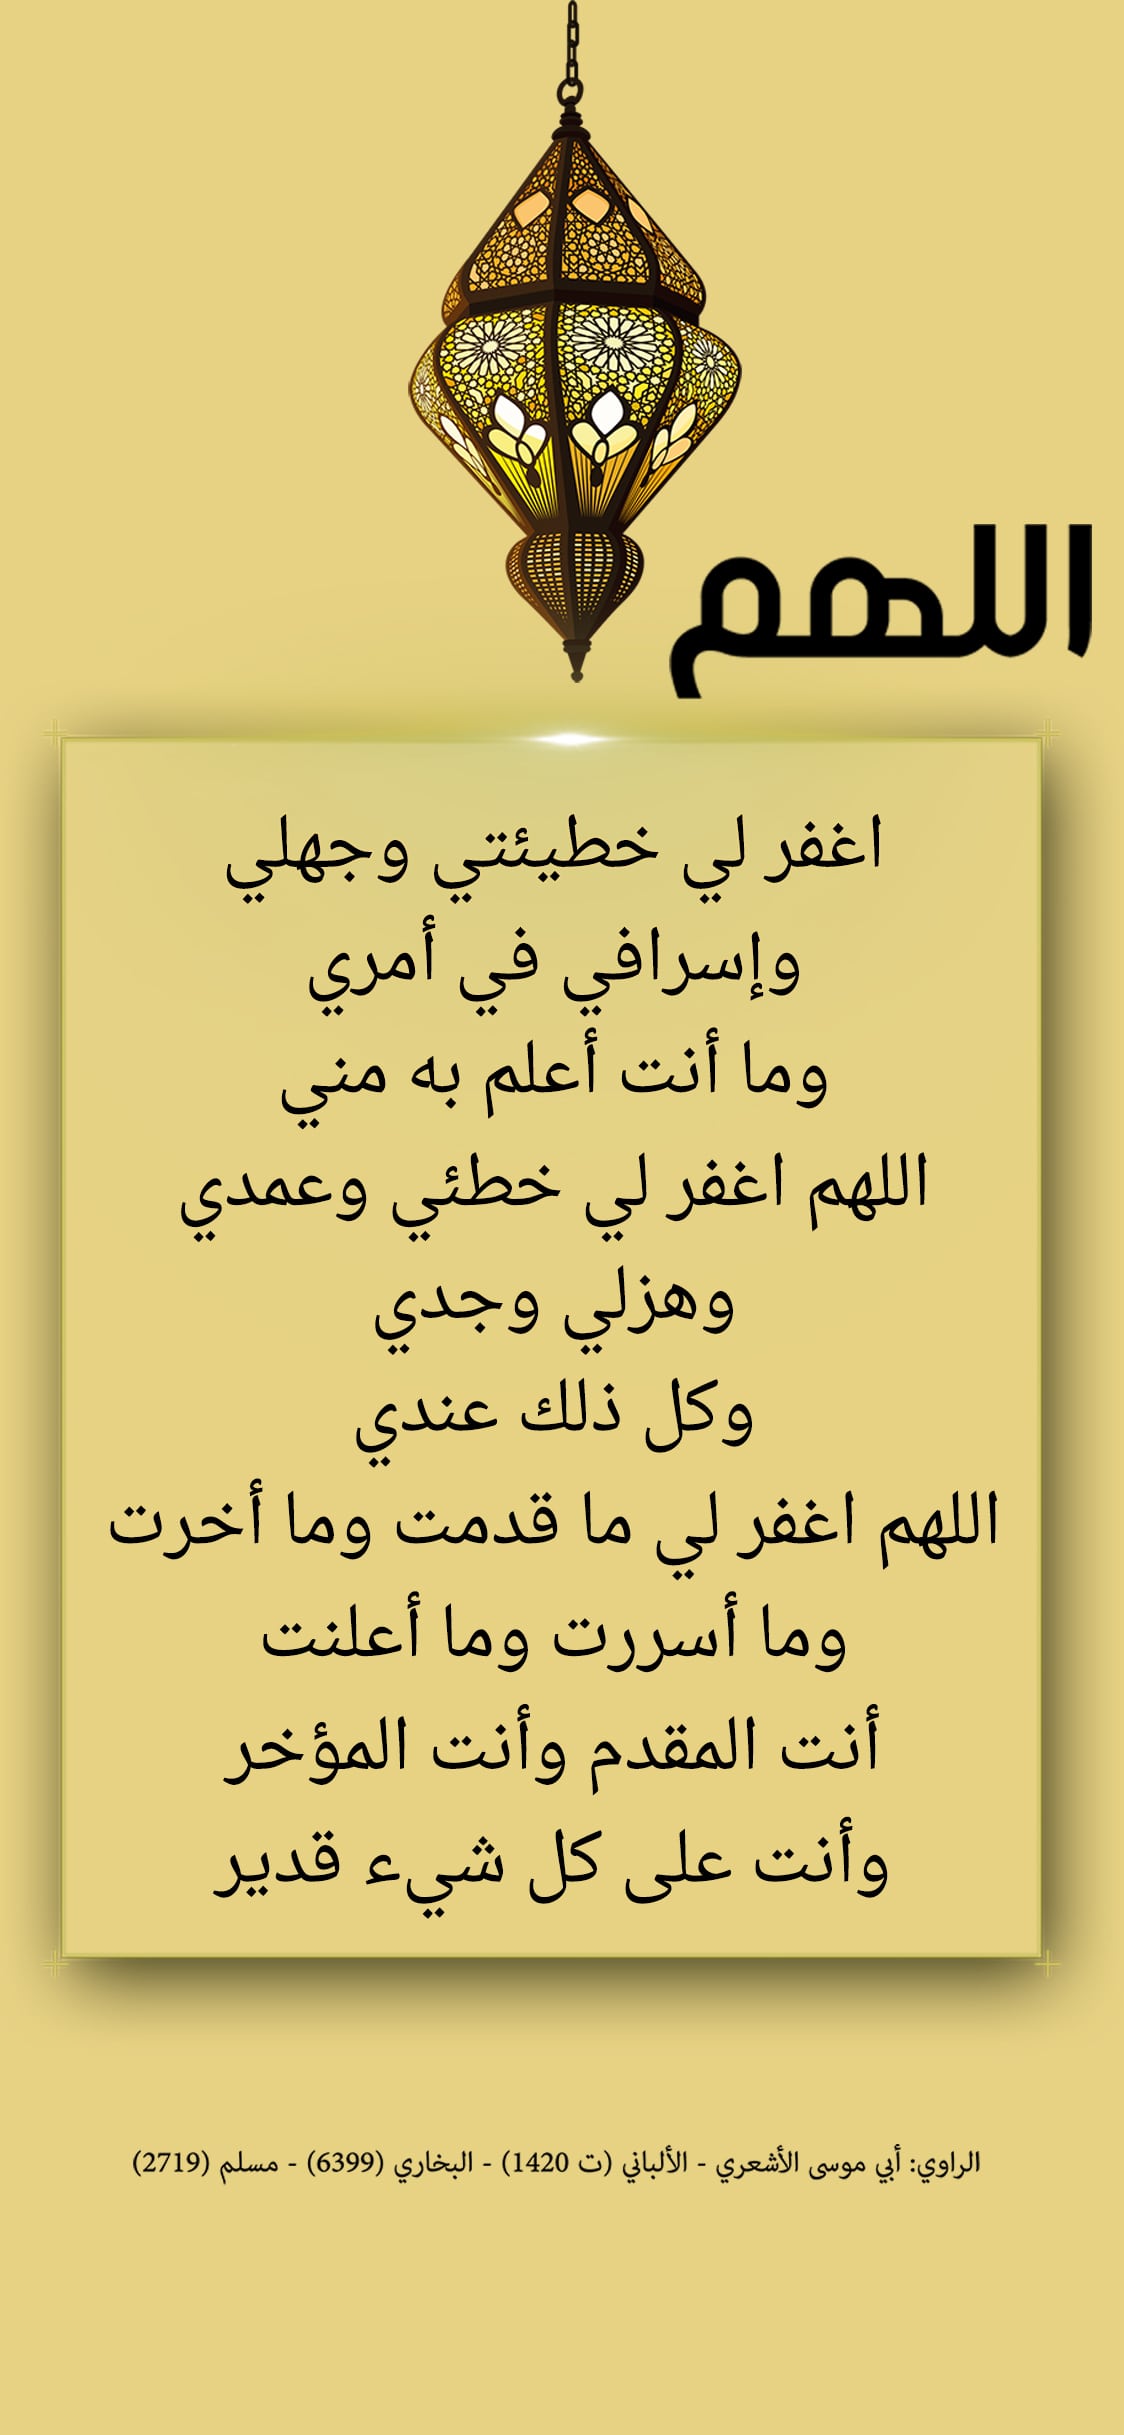 اللهم
اغفر لي خطيئتي وجهلي
وإسرافي في أمري
وما أنت أعلم به مني
اللهم اغفر لي خطئي وعمدي
وهزلي وجدي
وكل ذلك عندي
اللهم اغفر لي ما قدمت وما أخرت
وما أسررت وما أعلنت
أنت المقدم وأنت المؤخر
وأنت على كل شيء قدير
الراوي: أبي موسى الأشعري - الألباني (ت 1420) - البخاري (6399) - مسلم (2719)